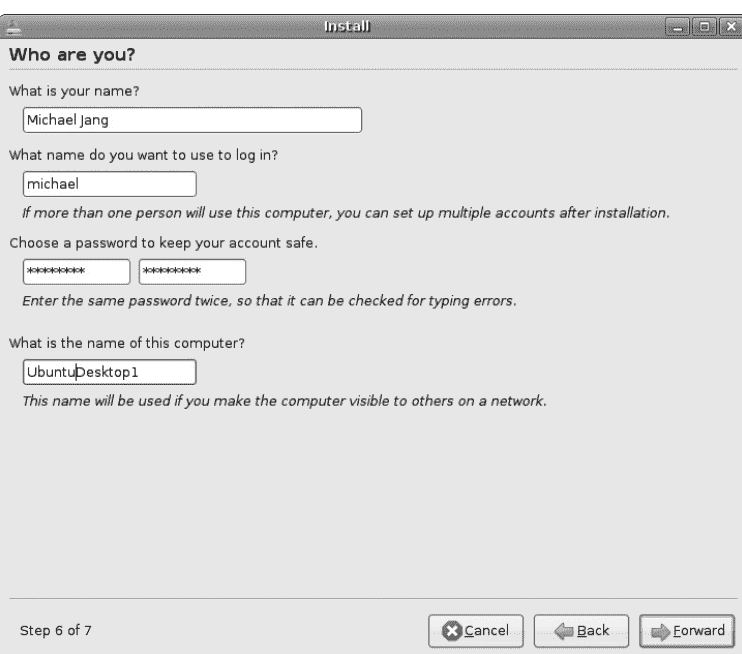 Install
Who are you?
What is your name?
Michael Jang
What name do you want to use to log in?
michael
If more than one person will use this computer, you can set up multiple accounts after installation.
Choose a password to keep your account safe.
******** ********
Enter the same password twice, so that it can be checked for typing errors.
What is the name of this computer?
UbuntuDesktop1
This name will be used if you make the computer visible to others on a network.
Step 6 of 7
Cancel Back Forward